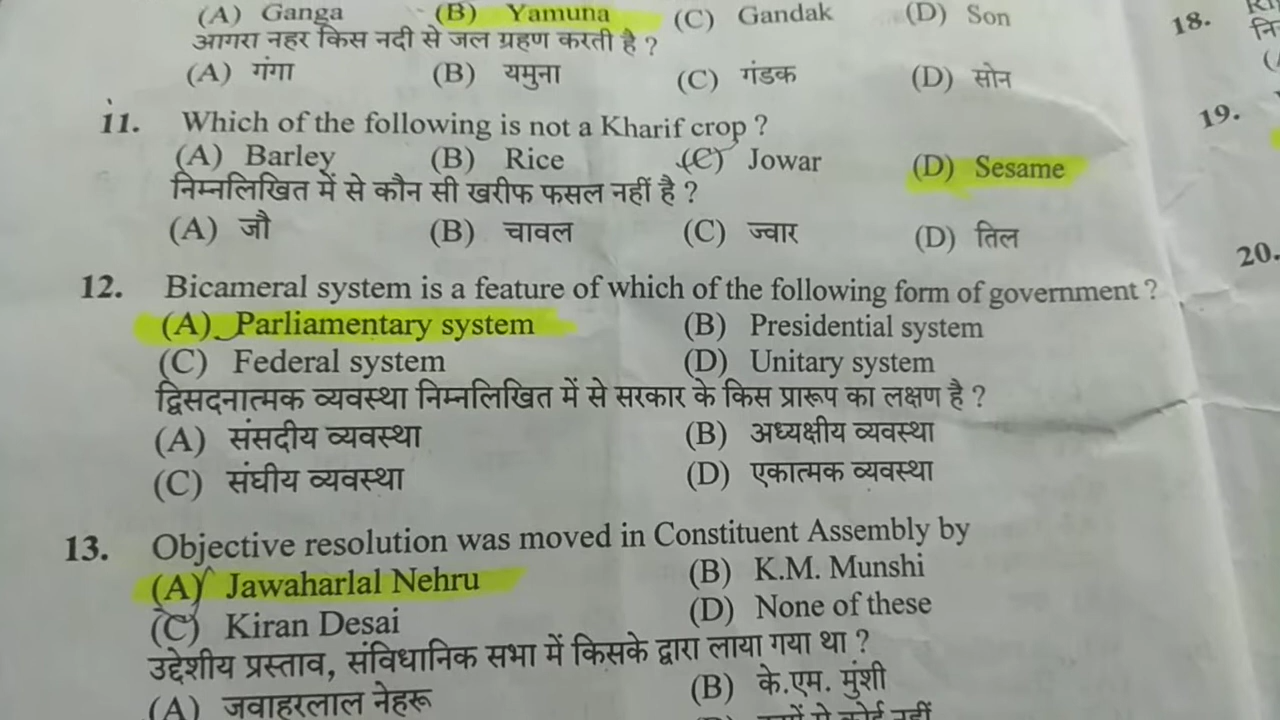 (A) Ganga (B) Yamuna (C) Gandak (D) Son
आगरा नहर किस नदी से जल ग्रहण करती है ?
(A) गंगा (B) यमुना (C) गंडक (D) सोन
11. Which of the following is not a Kharif crop ?
(A) Barley (B) Rice (C) Jowar (D) Sesame
निम्नलिखित में से कौन सी खरीफ फसल नहीं है ?
(A) जौ (B) चावल (C) ज्वार (D) तिल
12. Bicameral system is a feature of which of the following form of government ?
(A) Parliamentary system (B) Presidential system
(C) Federal system (D) Unitary system
द्विसदनात्मक व्यवस्था निम्नलिखित में से सरकार के किस प्रारूप का लक्षण है ?
(A) संसदीय व्यवस्था (B) अध्यक्षीय व्यवस्था
(C) संघीय व्यवस्था (D) एकात्मक व्यवस्था
13. Objective resolution was moved in Constituent Assembly by
(A) Jawaharlal Nehru (B) K.M. Munshi
(C) Kiran Desai (D) None of these
उद्देशीय प्रस्ताव, संविधानिक सभा में किसके द्वारा लाया गया था ?
(A) जवाहरलाल नेहरू (B) के.एम. मुंशी
18.
19.
20.